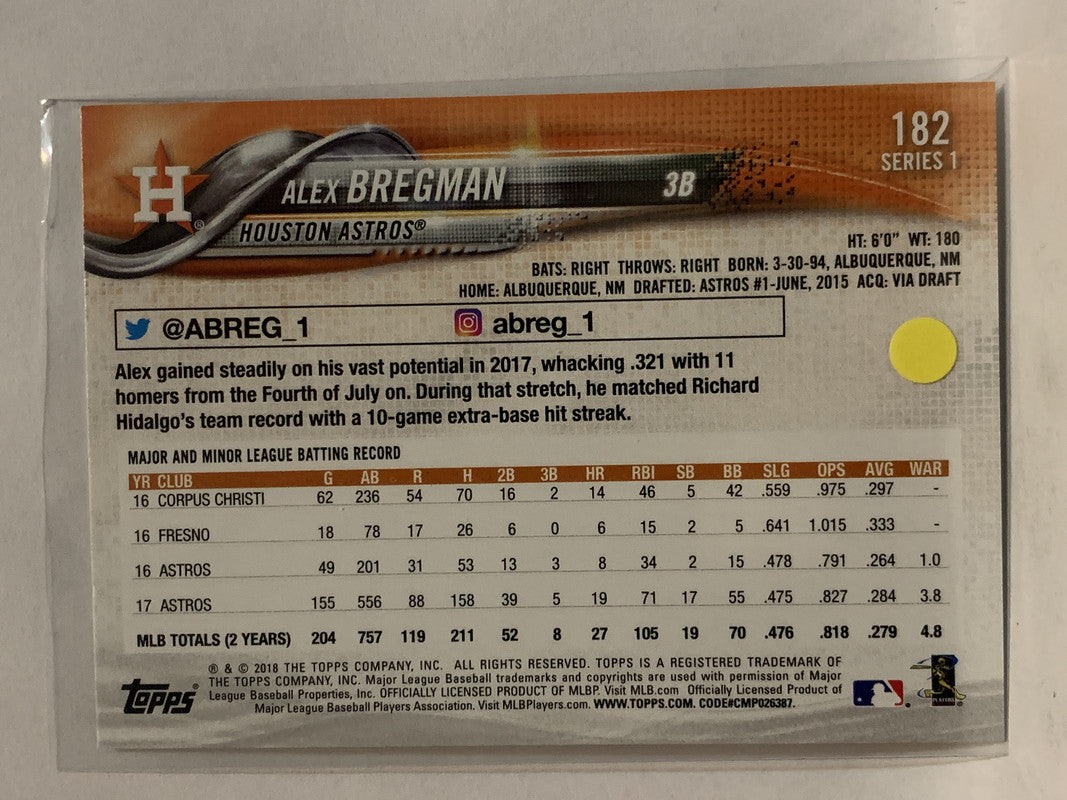 H®
182
SERIES 1
ALEX BREGMAN 3B
HOUSTON ASTROS®
HT: 6'0" WT: 180
BATS: RIGHT THROWS: RIGHT BORN: 3-30-94, ALBUQUERQUE, NM
HOME: ALBUQUERQUE, NM DRAFTED: ASTROS #1-JUNE, 2015 ACQ: VIA DRAFT
@ABREG_1 abreg_1
Alex gained steadily on his vast potential in 2017, whacking .321 with 11
homers from the Fourth of July on. During that stretch, he matched Richard
Hidalgo's team record with a 10-game extra-base hit streak.
MAJOR AND MINOR LEAGUE BATTING RECORD
YR CLUB G AB R H 2B 3B HR RBI SB BB SLG OPS AVG WAR
16 CORPUS CHRISTI 62 236 54 70 16 2 14 46 5 42 .559 .975 .297 -
16 FRESNO 18 78 17 26 6 0 6 15 2 5 .641 1.015 .333 -
16 ASTROS 49 201 31 53 13 3 8 34 2 15 .478 .791 .264 1.0
17 ASTROS 155 556 88 158 39 5 19 71 17 55 .475 .827 .284 3.8
MLB TOTALS (2 YEARS) 204 757 119 211 52 8 27 105 19 70 .476 .818 .279 4.8
® & © 2018 THE TOPPS COMPANY, INC. ALL RIGHTS RESERVED. TOPPS IS A REGISTERED TRADEMARK OF
THE TOPPS COMPANY, INC. Major League Baseball trademarks and copyrights are used with permission of Major
League Baseball Properties, Inc. OFFICIALLY LICENSED PRODUCT OF MLBP. Visit MLB.com Officially Licensed Product of
Major League Baseball Players Association. Visit MLBPlayers.com. WWW.TOPPS.COM. CODE#CMP026387.
TOPPS
PLAYERS